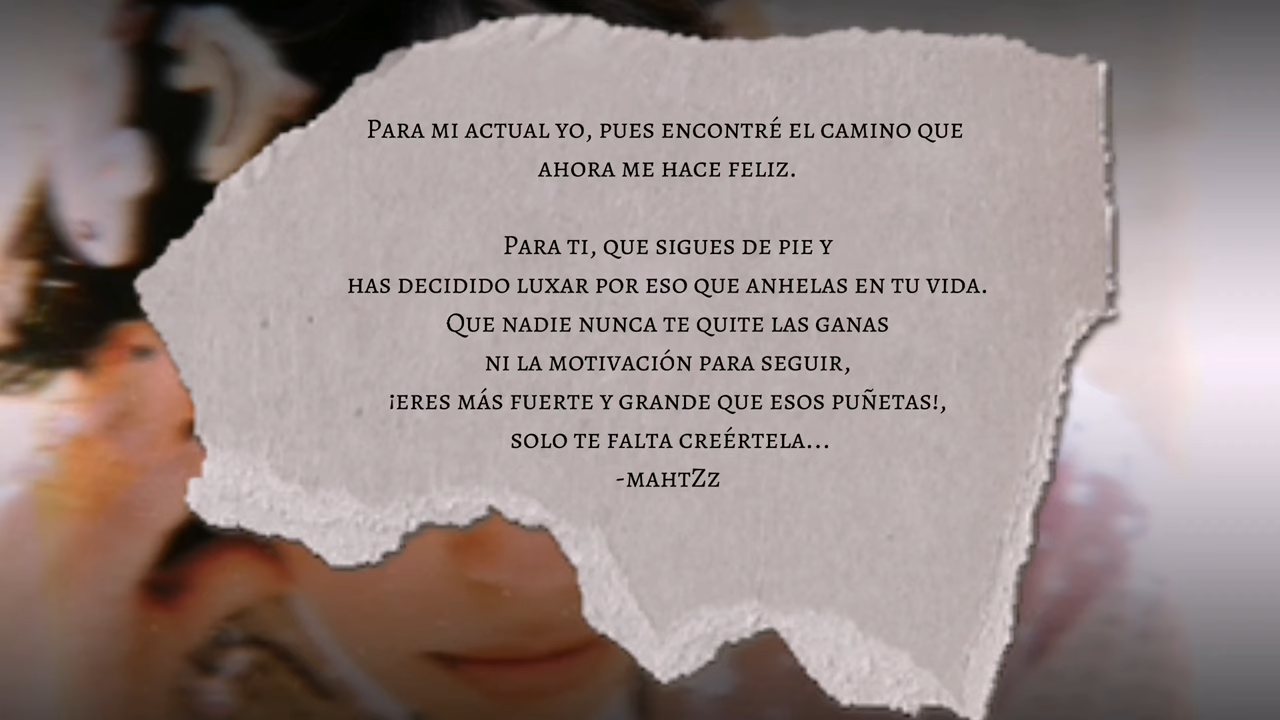 Para mi actual yo, pues encontré el camino que
ahora me hace feliz.
Para ti, que sigues de pie y
has decidido luxar por eso que anhelas en tu vida.
Que nadie nunca te quite las ganas
ni la motivación para seguir,
¡eres más fuerte y grande que esos puñetas!,
solo te falta creértela...
-mahtZz